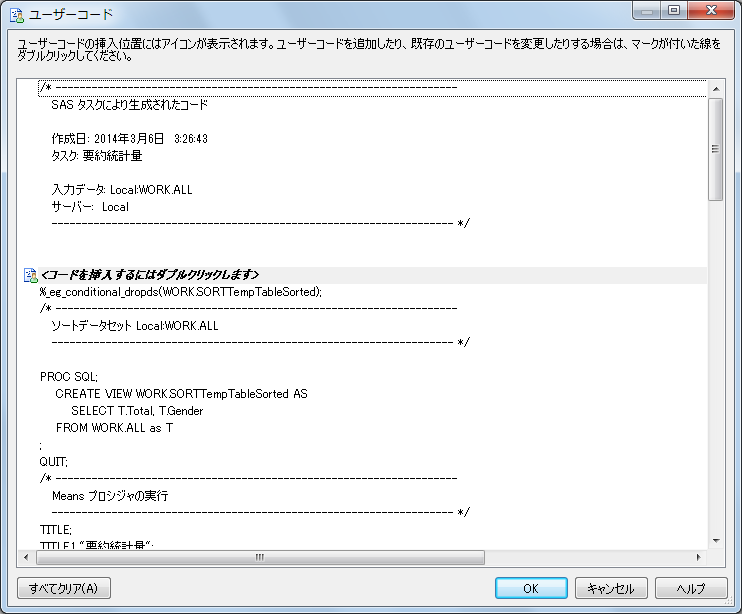 ユーザーコード
ユーザーコードの挿入位置にはアイコンが表示されます。ユーザーコードを追加したり、既存のユーザーコードを変更したりする場合は、マークが付いた線を
ダブルクリックしてください。
/* -------------------------------------------------------------------
SAS タスクにより生成されたコード
作成日: 2014年3月6日 3:26:43
タスク: 要約統計量
入力データ: Local:WORK.ALL
サーバー: Local
------------------------------------------------------------------- */
<コードを挿入するにはダブルクリックします>
%_eg_conditional_dropds(WORK.SORTTempTableSorted);
/* -------------------------------------------------------------------
ソートデータセット Local:WORK.ALL
------------------------------------------------------------------- */
PROC SQL;
CREATE VIEW WORK.SORTTempTableSorted AS
SELECT T.Total, T.Gender
FROM WORK.ALL as T
;
QUIT;
/* -------------------------------------------------------------------
Means プロシジャの実行
------------------------------------------------------------------- */
TITLE;
TITLE1 "要約統計量";
すべてクリア(A)
OK
キャンセル
ヘルプ